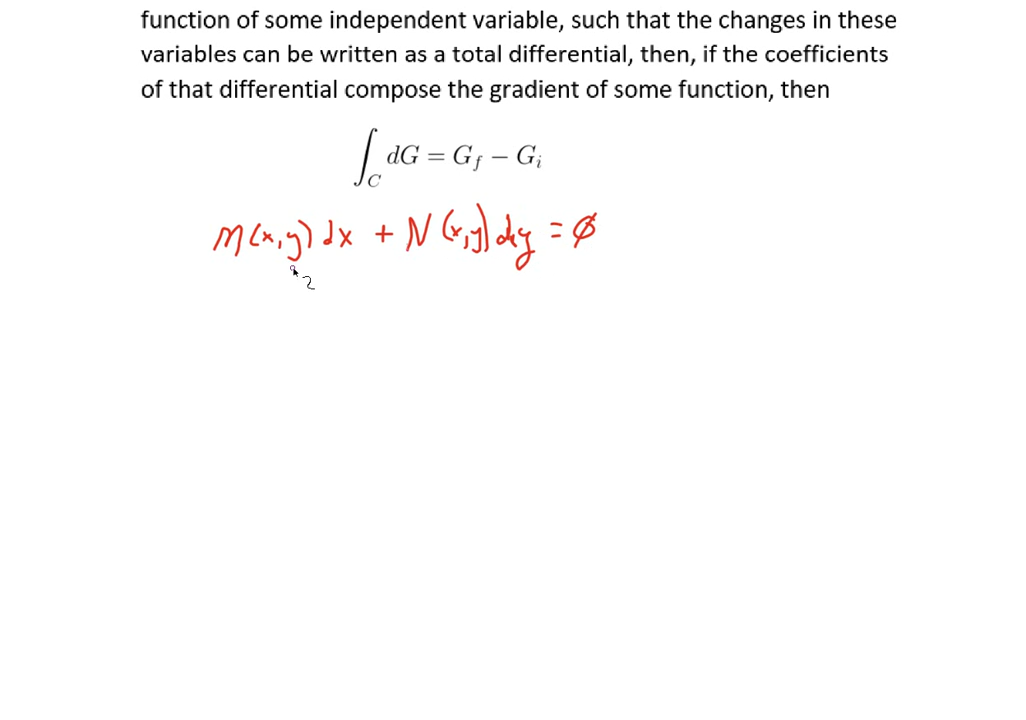 function of some independent variable, such that the changes in these
variables can be written as a total differential, then, if the coefficients
of that differential compose the gradient of some function, then
∫_C dG = G_f − G_i
M(x,y) dx + N(x,y) dy = ∅
2